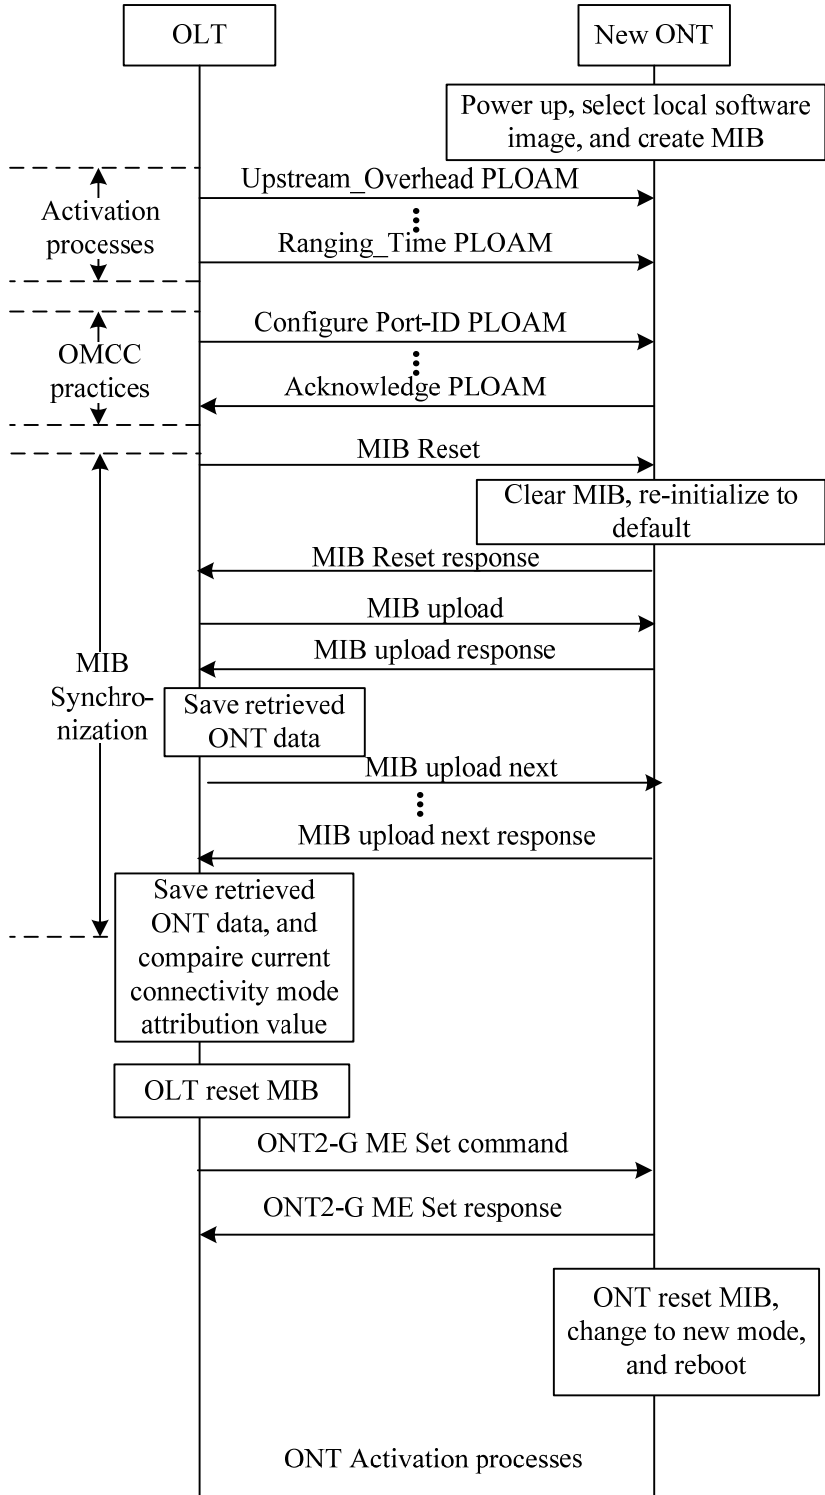 OLT
New ONT
Power up, select local software
image, and create MIB
Upstream_Overhead PLOAM
Activation
processes
Ranging_Time PLOAM
Configure Port-ID PLOAM
OMCC
practices
Acknowledge PLOAM
MIB Reset
Clear MIB, re-initialize to
default
MIB Reset response
MIB upload
MIB upload response
MIB
Synchro-
nization
Save retrieved
ONT data
MIB upload next
MIB upload next response
Save retrieved
ONT data, and
compaire current
connectivity mode
attribution value
OLT reset MIB
ONT2-G ME Set command
ONT2-G ME Set response
ONT reset MIB,
change to new mode,
and reboot
ONT Activation processes